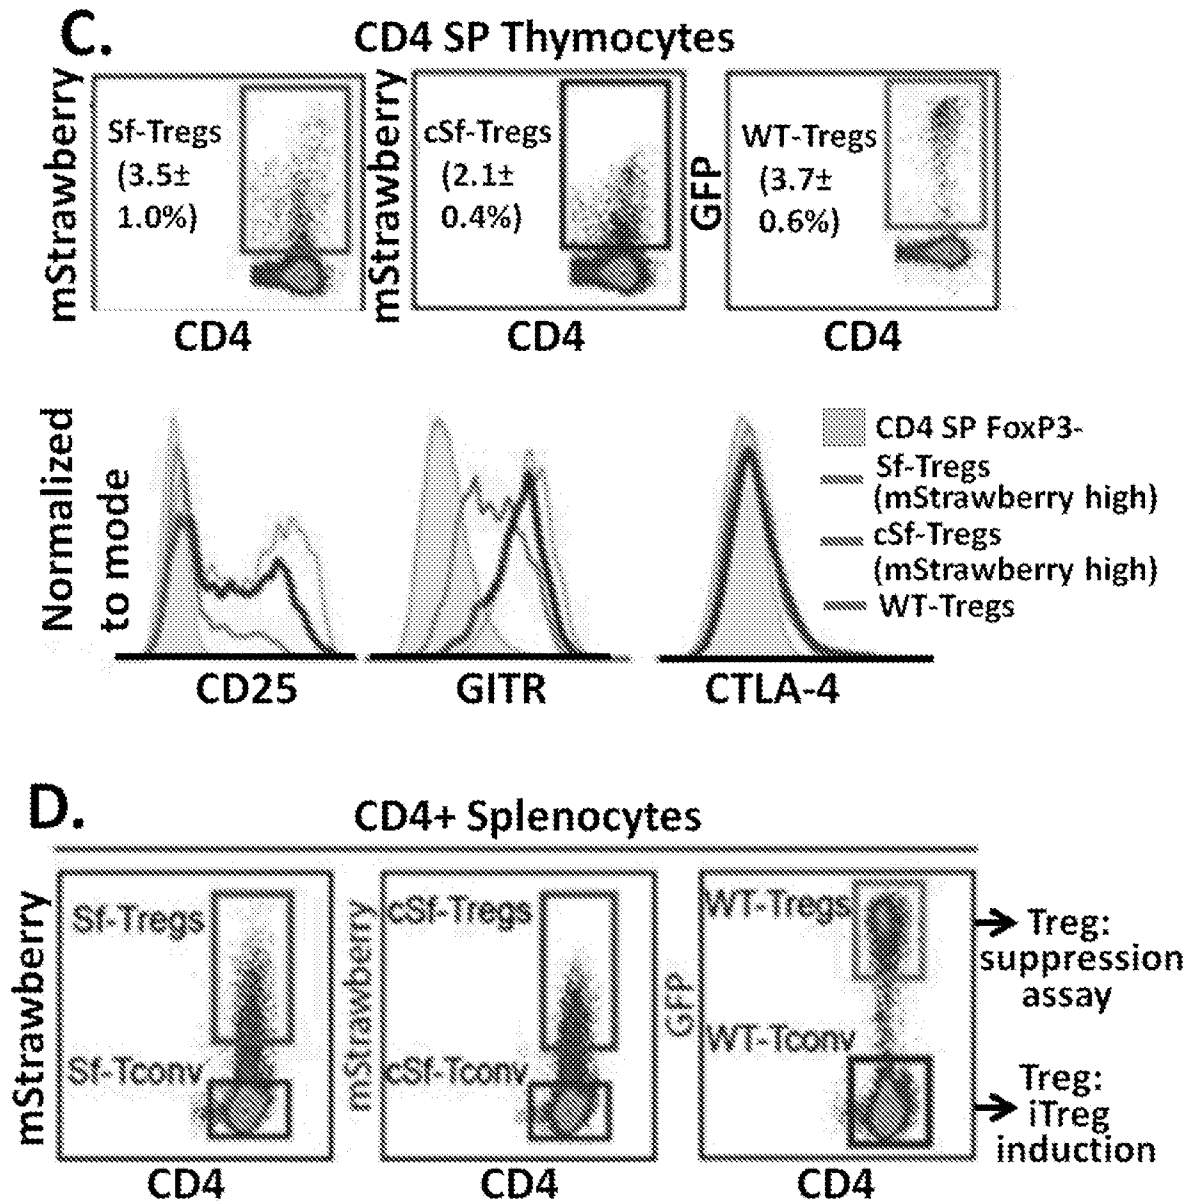 C.
CD4 SP Thymocytes
mStrawberry
Sf-Tregs
(3.5±
1.0%)
CD4
mStrawberry
cSf-Tregs
(2.1±
0.4%)
CD4
GFP
WT-Tregs
(3.7±
0.6%)
CD4
Normalized
to mode
CD25
GITR
CTLA-4
CD4 SP FoxP3-
Sf-Tregs
(mStrawberry high)
cSf-Tregs
(mStrawberry high)
WT-Tregs
D.
CD4+ Splenocytes
mStrawberry
Sf-Tregs
Sf-Tconv
CD4
mStrawberry
cSf-Tregs
cSf-Tconv
CD4
GFP
WT-Tregs
WT-Tconv
CD4
Treg:
suppression
assay
Treg:
iTreg
induction